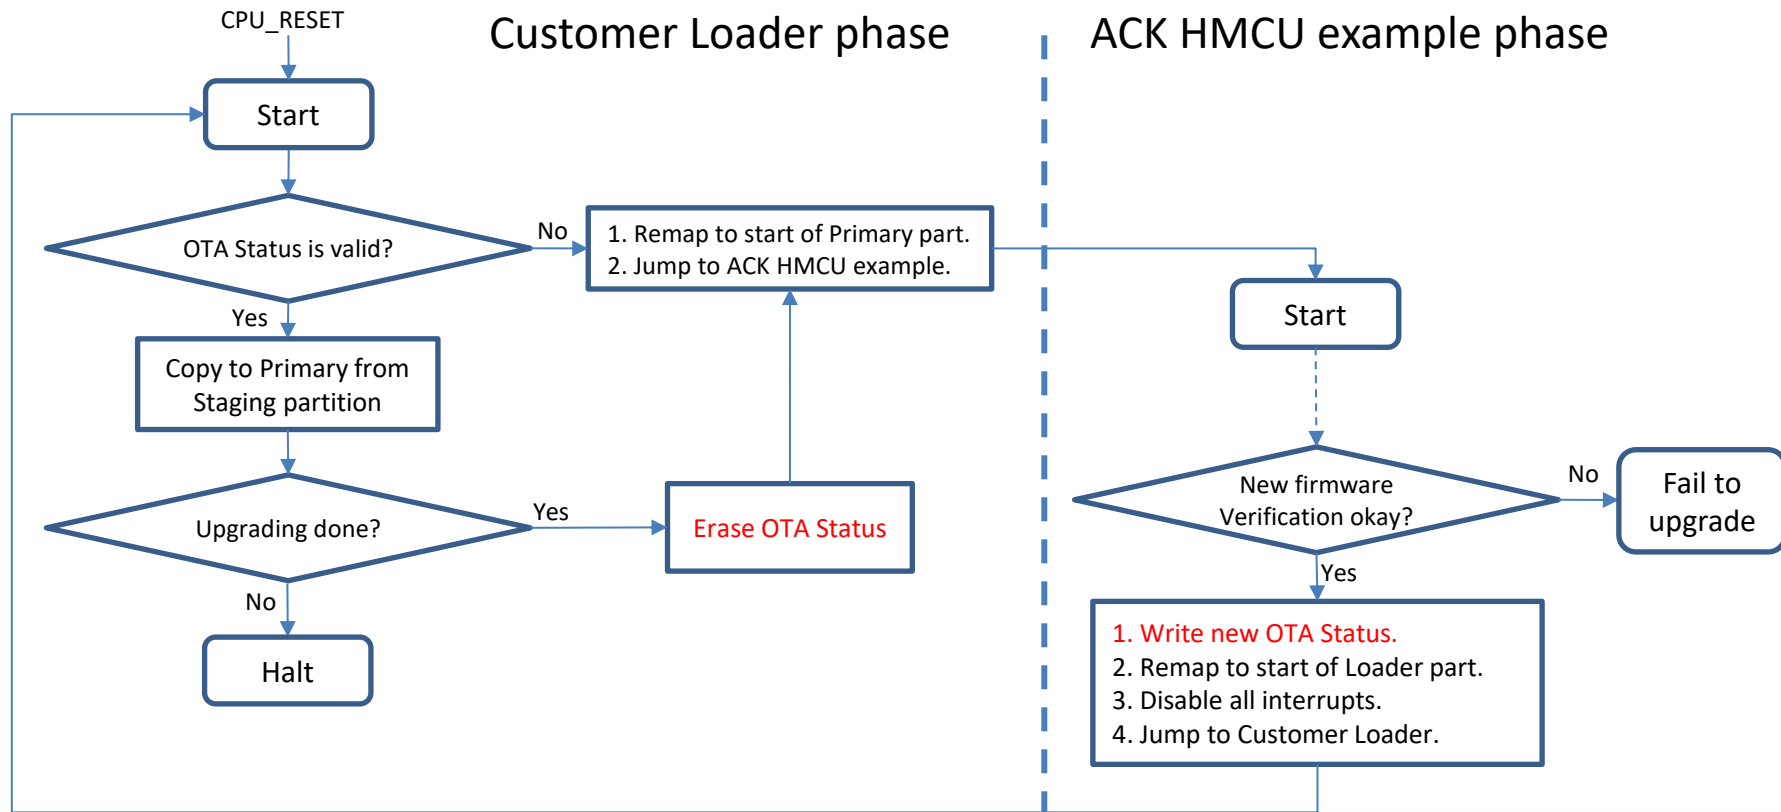 CPU_RESET
Customer Loader phase
ACK HMCU example phase
Start
OTA Status is valid?
No
1. Remap to start of Primary part.
2. Jump to ACK HMCU example.
Yes
Copy to Primary from
Staging partition
Upgrading done?
Yes
Erase OTA Status
No
Halt
Start
New firmware
Verification okay?
No
Fail to
upgrade
Yes
1. Write new OTA Status.
2. Remap to start of Loader part.
3. Disable all interrupts.
4. Jump to Customer Loader.